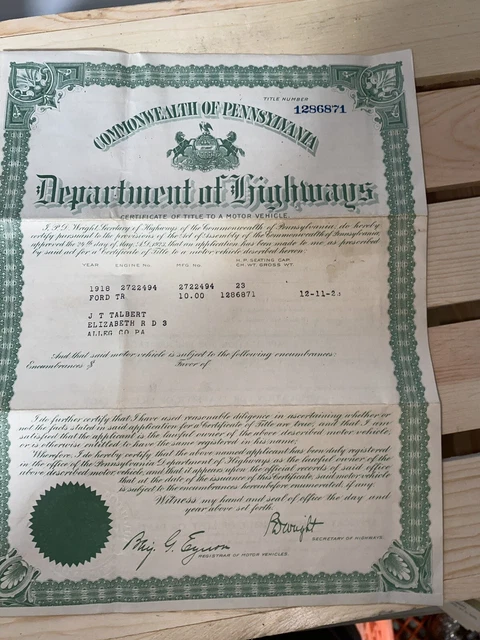 TITLE NUMBER
1286871
COMMONWEALTH OF PENNSYLVANIA
Department of Highways
CERTIFICATE OF TITLE TO A MOTOR VEHICLE.
I, P.D. Wright, Secretary of Highways of the Commonwealth of Pennsylvania, do hereby
certify pursuant to the provisions of the Act of Assembly of the Commonwealth of Pennsylvania
approved the 24th day of May, A.D. 1923, that an application has been made to me as prescribed
by said act for a Certificate of Title to a motor vehicle described herein:
YEAR ENGINE No. MFG. No. H.P. SEATING CAP.
CH. WT. GROSS WT.
1918 2722494 2722494 23
FORD TR 10.00 1286871 12-11-2
J T TALBERT
ELIZABETH R D 3
ALLEG CO PA
And that said motor vehicle is subject to the following encumbrances:
Encumbrances $ Favor of
I do further certify that I have used reasonable diligence in ascertaining whether or
not the facts stated in said application for a Certificate of Title are true, and that I am
satisfied that the applicant is the lawful owner of the above described motor vehicle,
or is otherwise entitled to have the same registered in his name;
Wherefore, I do hereby certify that the above named applicant has been duly registered
in the office of the Pennsylvania Department of Highways as the lawful owner of the
above described motor vehicle, and that it appears upon the official records of said office
that at the date of the issuance of this Certificate, said motor vehicle
is subject to the encumbrances hereinbefore enumerated, if any.
Witness my hand and seal of office the day and
year above set forth.
PDWright
SECRETARY OF HIGHWAYS.
Benj. G. Eynon
REGISTRAR OF MOTOR VEHICLES.